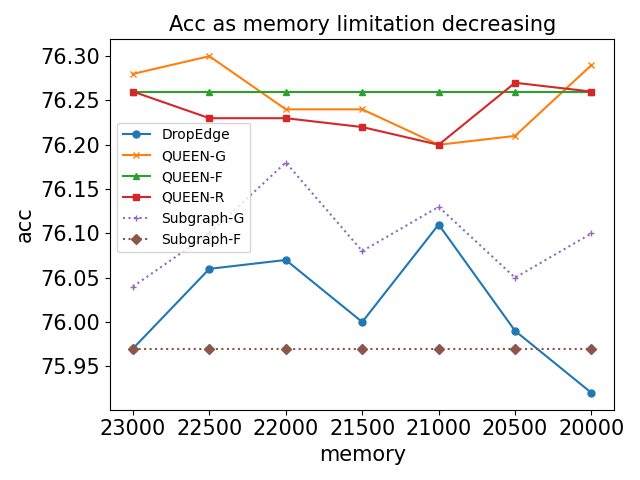 Acc as memory limitation decreasing
76.30
76.25
76.20
76.15
76.10
76.05
76.00
75.95
acc
DropEdge
QUEEN-G
QUEEN-F
QUEEN-R
Subgraph-G
Subgraph-F
23000 22500 22000 21500 21000 20500 20000
memory